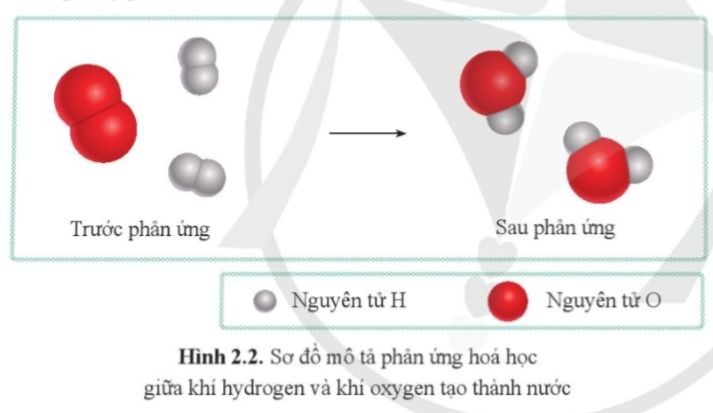 Trước phản ứng
Sau phản ứng
Nguyên tử H
Nguyên tử O
Hình 2.2. Sơ đồ mô tả phản ứng hoá học
giữa khí hydrogen và khí oxygen tạo thành nước